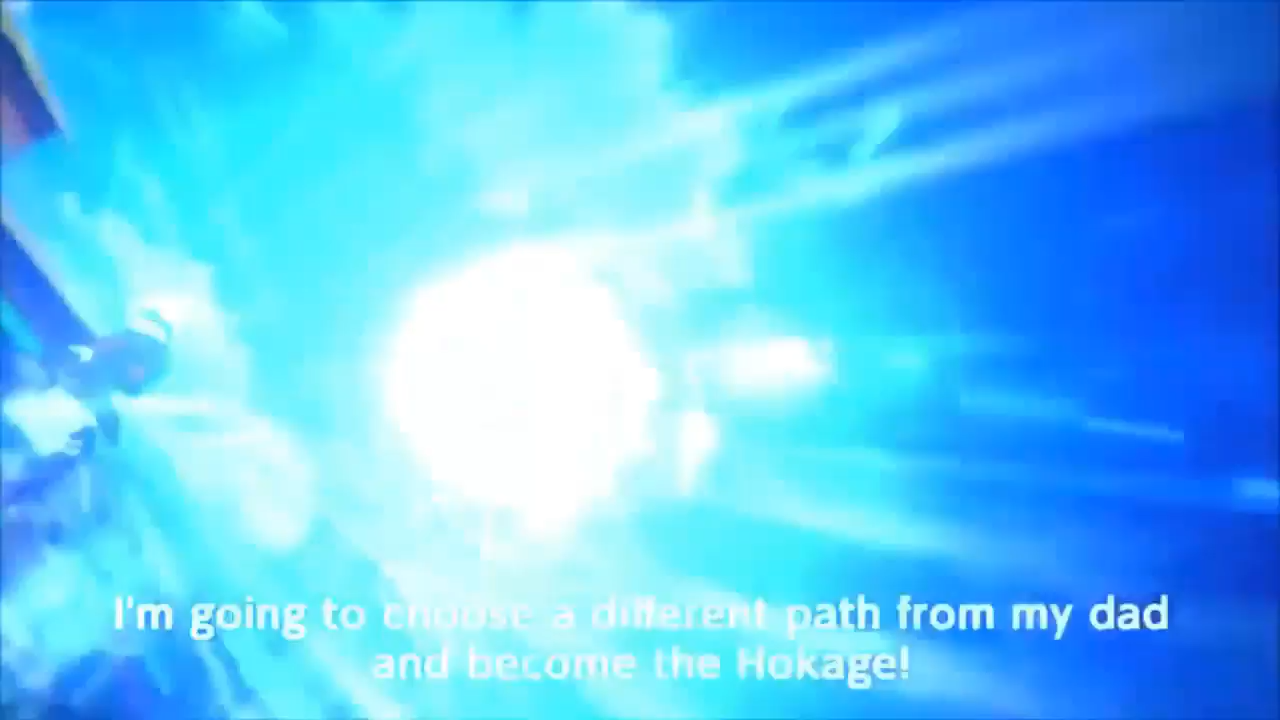 I'm going to choose a different path from my dad
and become the Hokage!